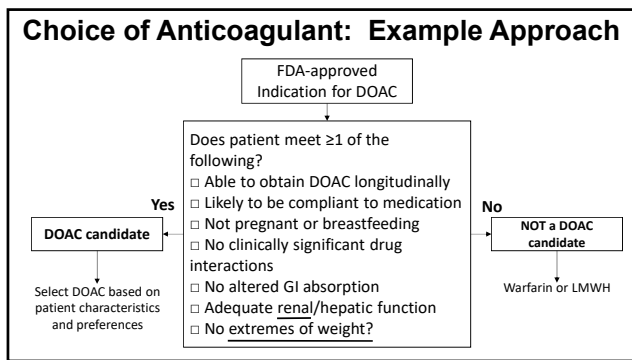 Choice of Anticoagulant: Example Approach
FDA-approved
Indication for DOAC
Does patient meet ≥1 of the
following?
□ Able to obtain DOAC longitudinally
□ Likely to be compliant to medication
□ Not pregnant or breastfeeding
□ No clinically significant drug
interactions
□ No altered GI absorption
□ Adequate renal/hepatic function
□ No extremes of weight?
Yes
DOAC candidate
Select DOAC based on
patient characteristics
and preferences
No
NOT a DOAC
candidate
Warfarin or LMWH